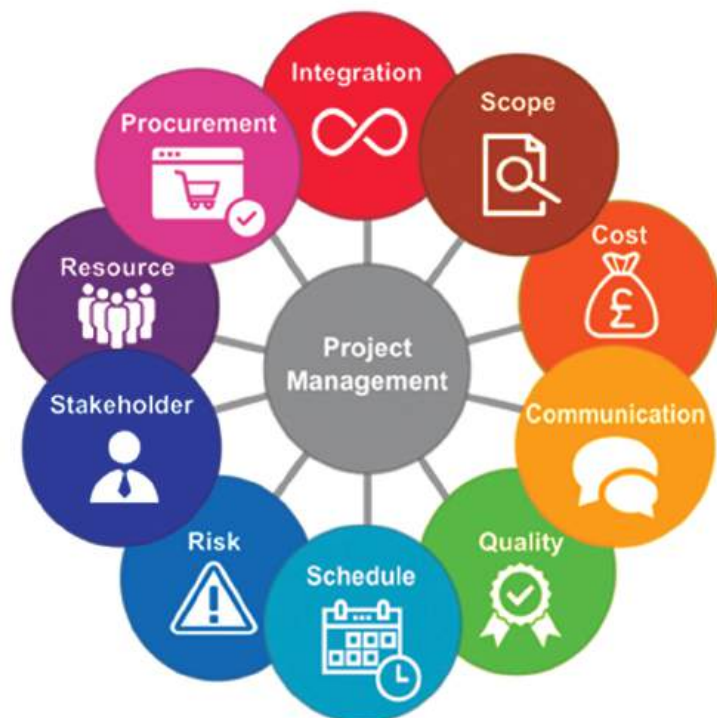 Integration
Scope
Procurement
Cost
£
Resource
Project
Management
Stakeholder
Communication
Risk
Schedule
Quality